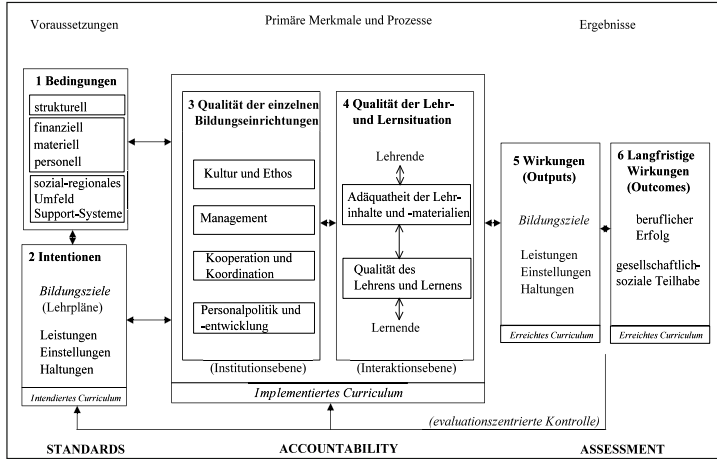 Voraussetzungen
Primäre Merkmale und Prozesse
Ergebnisse
1 Bedingungen
strukturell
finanziell
materiell
personell
sozial-regionales
Umfeld
Support-Systeme
2 Intentionen
Bildungsziele
(Lehrpläne)
Leistungen
Einstellungen
Haltungen
Intendiertes Curriculum
3 Qualität der einzelnen
Bildungseinrichtungen
Kultur und Ethos
Management
Kooperation und
Koordination
Personalpolitik und
-entwicklung
(Institutionsebene)
4 Qualität der Lehr-
und Lernsituation
Lehrende
Adäquatheit der Lehr-
inhalte und -materialien
Qualität des
Lehrens und Lernens
Lernende
(Interaktionsebene)
Implementiertes Curriculum
5 Wirkungen
(Outputs)
Bildungsziele
Leistungen
Einstellungen
Haltungen
Erreichtes Curriculum
6 Langfristige
Wirkungen
(Outcomes)
beruflicher
Erfolg
gesellschaftlich-
soziale Teilhabe
Erreichtes Curriculum
(evaluationszentrierte Kontrolle)
STANDARDS
ACCOUNTABILITY
ASSESSMENT